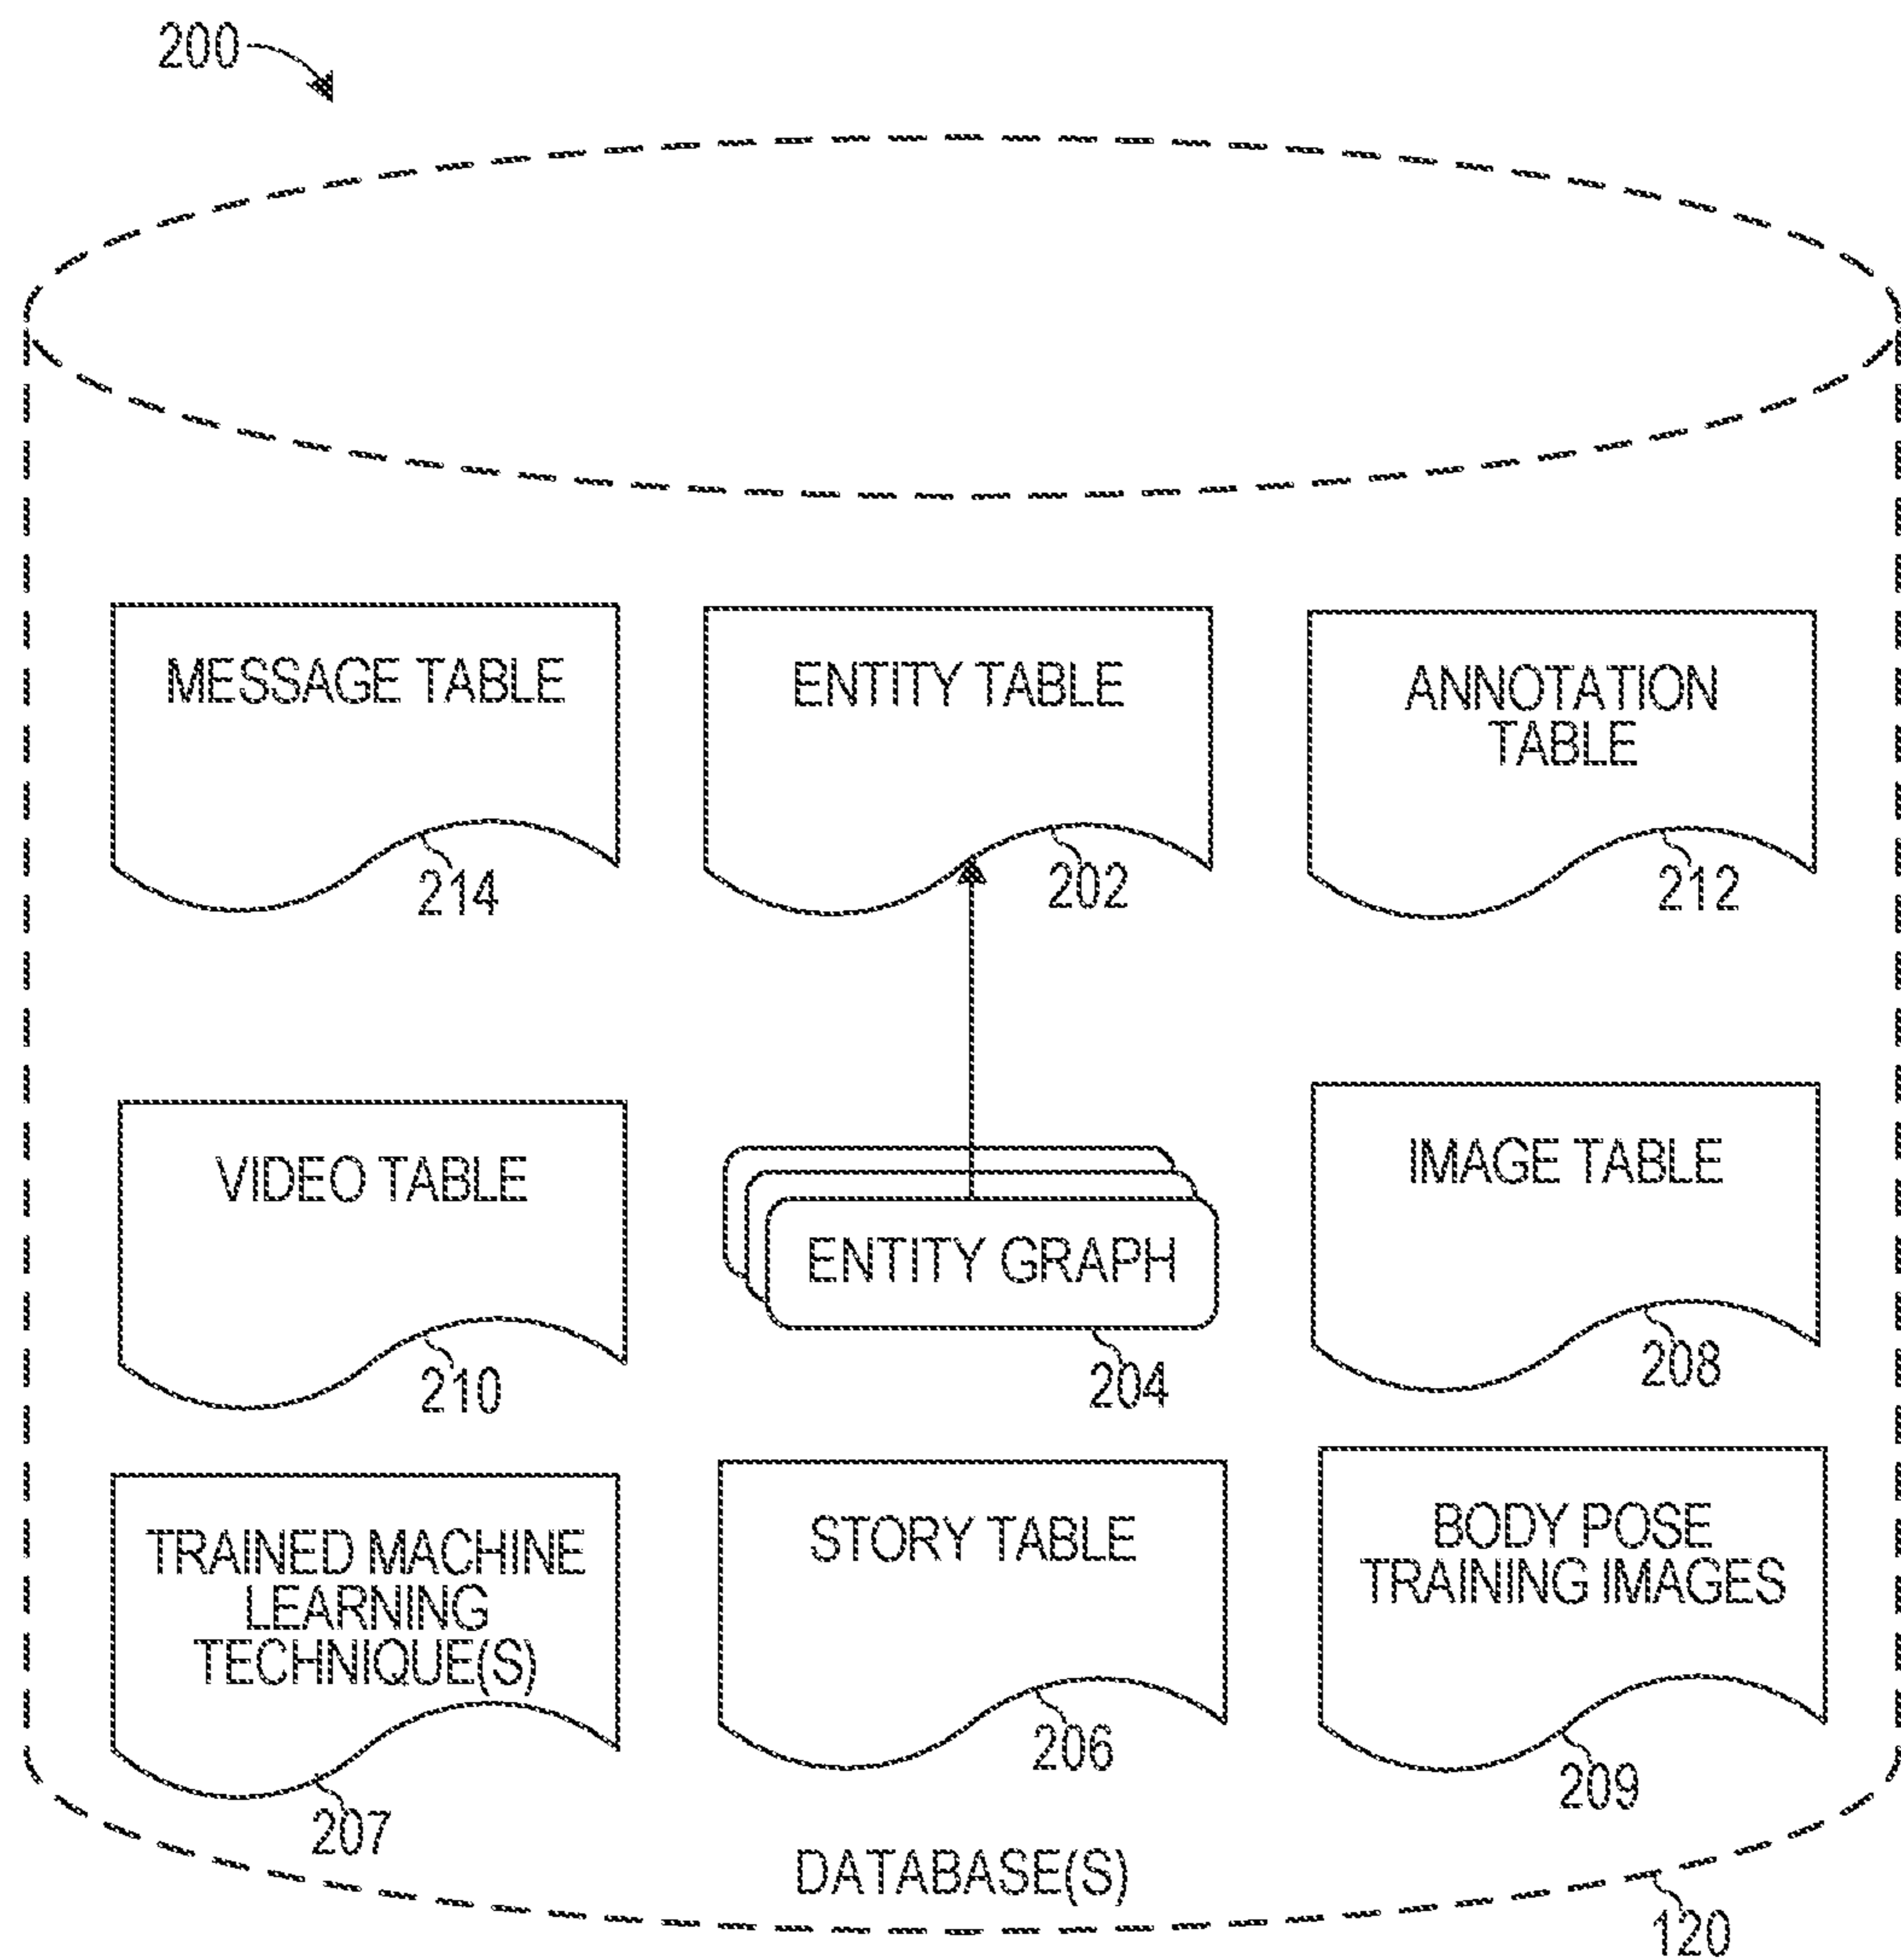 200
MESSAGE TABLE
214
ENTITY TABLE
202
ANNOTATION
TABLE
212
VIDEO TABLE
210
ENTITY GRAPH
204
IMAGE TABLE
208
TRAINED MACHINE
LEARNING
TECHNIQUE(S)
207
STORY TABLE
206
BODY POSE
TRAINING IMAGES
209
DATABASE(S)
120